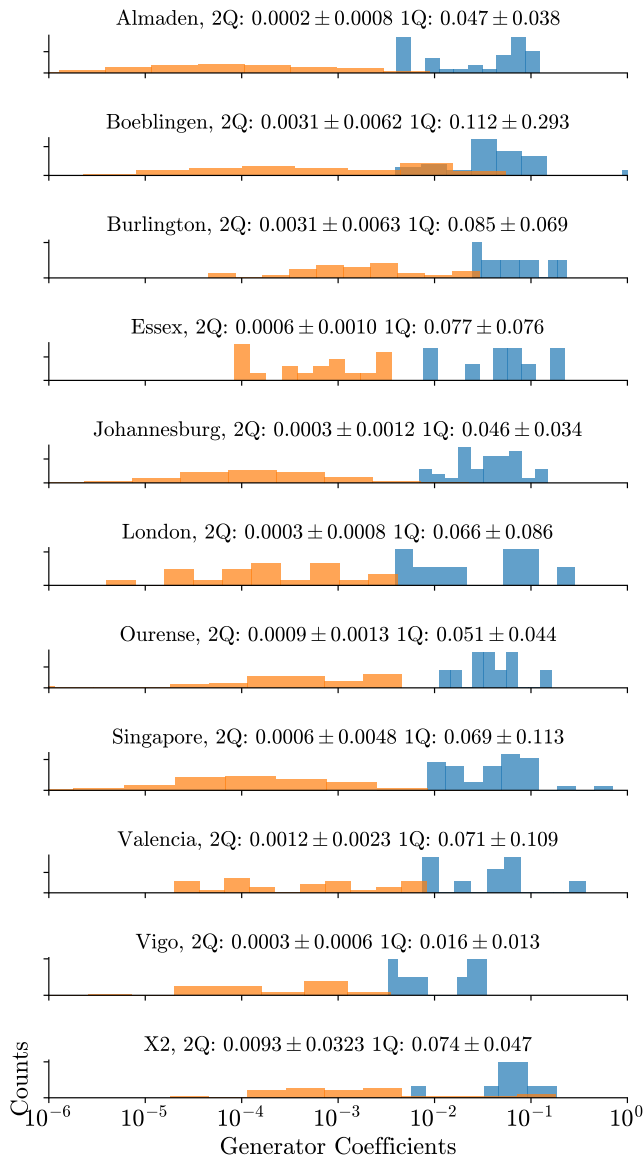 Almaden, 2Q: 0.0002 ± 0.0008 1Q: 0.047 ± 0.038
Boeblingen, 2Q: 0.0031 ± 0.0062 1Q: 0.112 ± 0.293
Burlington, 2Q: 0.0031 ± 0.0063 1Q: 0.085 ± 0.069
Essex, 2Q: 0.0006 ± 0.0010 1Q: 0.077 ± 0.076
Johannesburg, 2Q: 0.0003 ± 0.0012 1Q: 0.046 ± 0.034
London, 2Q: 0.0003 ± 0.0008 1Q: 0.066 ± 0.086
Ourense, 2Q: 0.0009 ± 0.0013 1Q: 0.051 ± 0.044
Singapore, 2Q: 0.0006 ± 0.0048 1Q: 0.069 ± 0.113
Valencia, 2Q: 0.0012 ± 0.0023 1Q: 0.071 ± 0.109
Vigo, 2Q: 0.0003 ± 0.0006 1Q: 0.016 ± 0.013
X2, 2Q: 0.0093 ± 0.0323 1Q: 0.074 ± 0.047
Counts
10⁻⁶ 10⁻⁵ 10⁻⁴ 10⁻³ 10⁻² 10⁻¹ 10⁰
Generator Coefficients